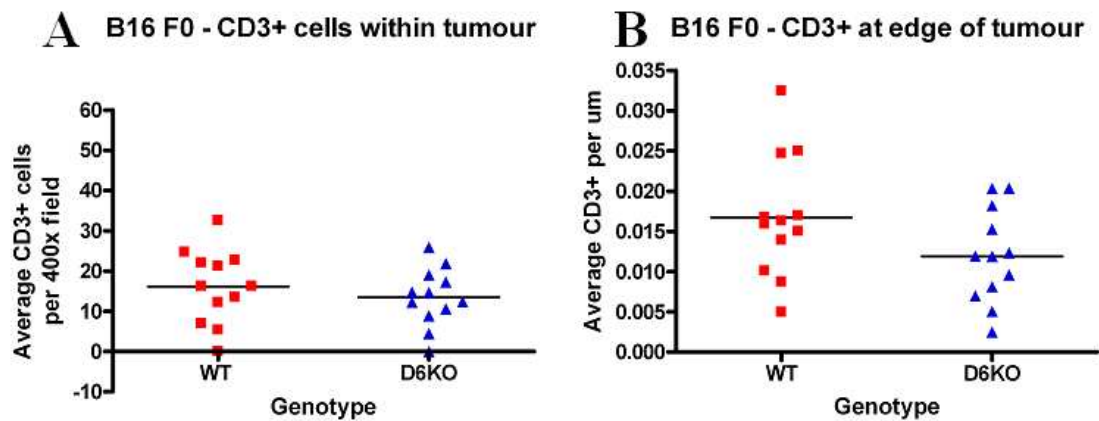 A B16 F0 - CD3+ cells within tumour
Average CD3+ cells
per 400x field
60
50
40
30
20
10
0
-10
WT
D6KO
Genotype
B B16 F0 - CD3+ at edge of tumour
Average CD3+ per um
0.035
0.030
0.025
0.020
0.015
0.010
0.005
0.000
WT
D6KO
Genotype